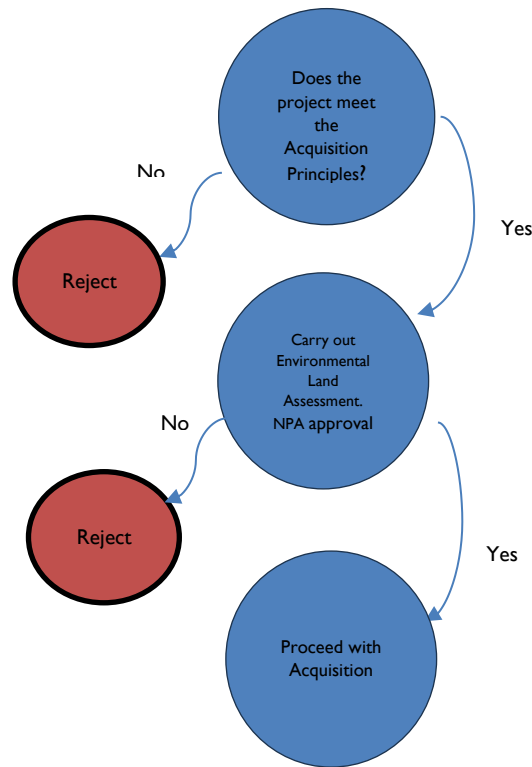 Does the
project meet
the
Acquisition
Principles?
No
Yes
Reject
Carry out
Environmental
Land
Assessment.
NPA approval
No
Yes
Reject
Proceed with
Acquisition